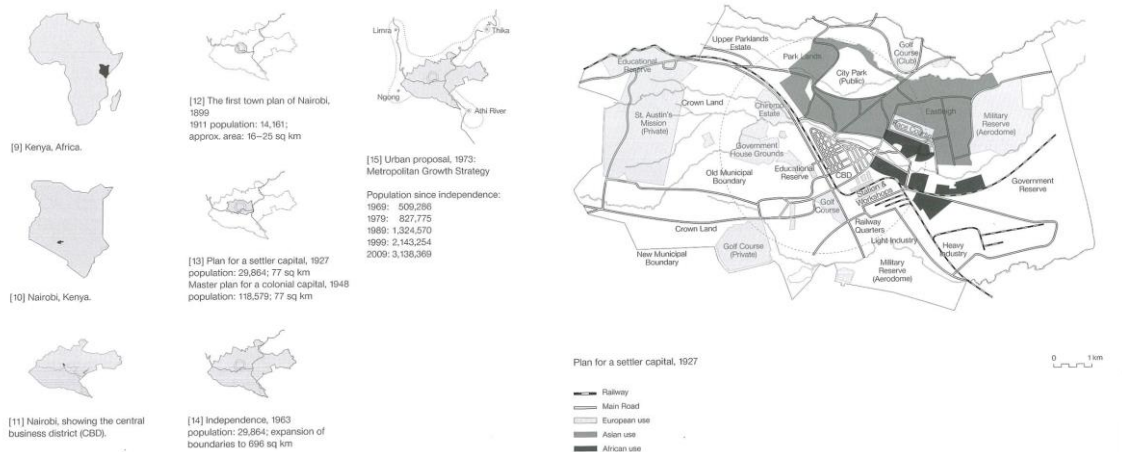 [9] Kenya, Africa.
[10] Nairobi, Kenya.
[11] Nairobi, showing the central
business district (CBD).
[12] The first town plan of Nairobi,
1899
1911 population: 14,161;
approx. area: 16–25 sq km
[13] Plan for a settler capital, 1927
population: 29,864; 77 sq km
Master plan for a colonial capital, 1948
population: 118,579; 77 sq km
[14] Independence, 1963
population: 29,864; expansion of
boundaries to 696 sq km
Limra
Thika
Ngong
Athi River
[15] Urban proposal, 1973:
Metropolitan Growth Strategy
Population since independence:
1969: 509,286
1979: 827,775
1989: 1,324,570
1999: 2,143,254
2009: 3,138,369
Upper Parklands
Estate
Park Lands
Golf
Course
(Club)
Educational
Reserve
City Park
(Public)
Crown Land
Chiromo
Estate
Eastleigh
Military
Reserve
(Aerodome)
St. Austin's
Mission
(Private)
Race Course
Government
House Grounds
Old Municipal
Boundary
Educational
Reserve
CBD
Government
Reserve
Station &
Workshops
Golf
Course
Crown Land
Railway
Quarters
Light Industry
Heavy
Industry
New Municipal
Boundary
Golf Course
(Private)
Military
Reserve
(Aerodome)
Plan for a settler capital, 1927
0 1 km
Railway
Main Road
European use
Asian use
African use